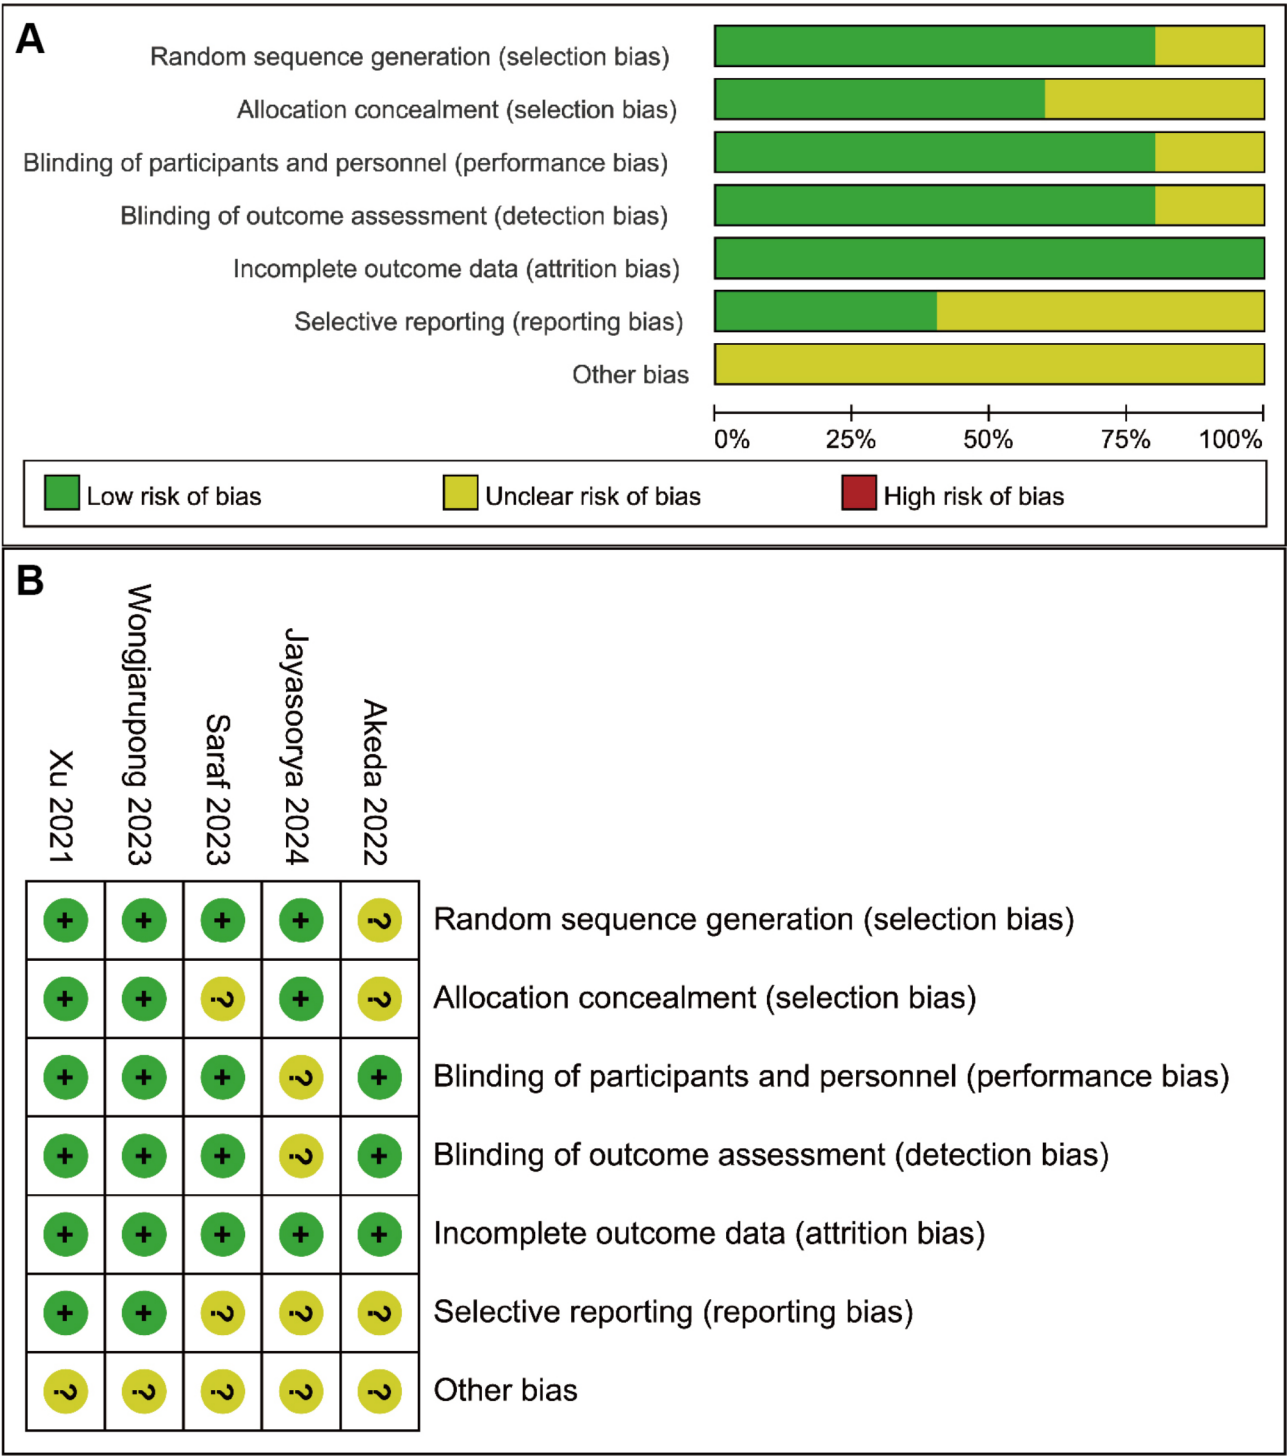 A
Random sequence generation (selection bias)
Allocation concealment (selection bias)
Blinding of participants and personnel (performance bias)
Blinding of outcome assessment (detection bias)
Incomplete outcome data (attrition bias)
Selective reporting (reporting bias)
Other bias
0% 25% 50% 75% 100%
Low risk of bias Unclear risk of bias High risk of bias
B
Xu 2021
Wongjarupong 2023
Saraf 2023
Jayasoorya 2024
Akeda 2022
+ + + + ? Random sequence generation (selection bias)
+ + ? + ? Allocation concealment (selection bias)
+ + + ? + Blinding of participants and personnel (performance bias)
+ + + ? + Blinding of outcome assessment (detection bias)
+ + + + + Incomplete outcome data (attrition bias)
+ + ? ? ? Selective reporting (reporting bias)
? ? ? ? ? Other bias